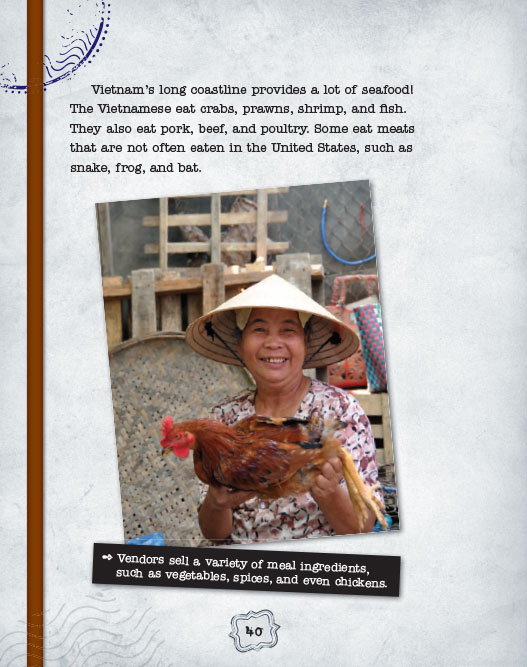 Vietnam's long coastline provides a lot of seafood!
The Vietnamese eat crabs, prawns, shrimp, and fish.
They also eat pork, beef, and poultry. Some eat meats
that are not often eaten in the United States, such as
snake, frog, and bat.
➺ Vendors sell a variety of meal ingredients,
such as vegetables, spices, and even chickens.
40